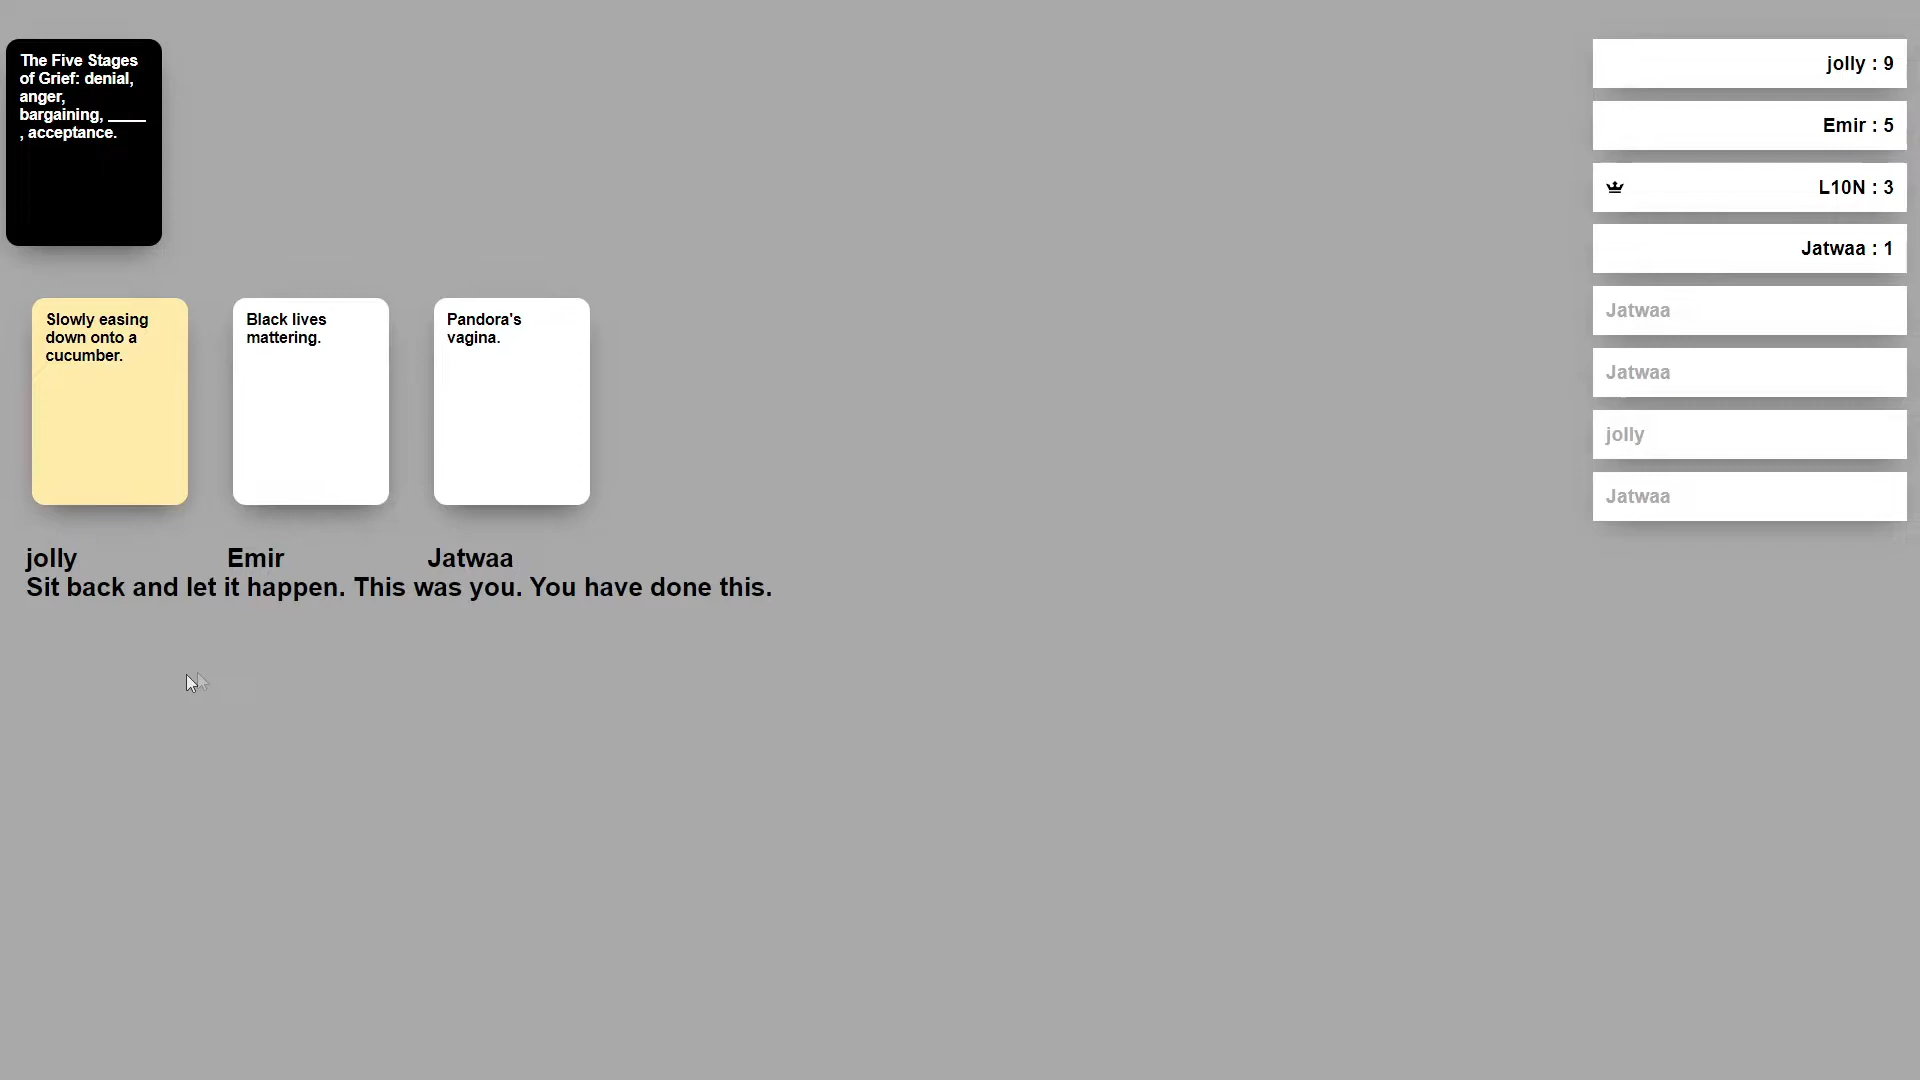 The Five Stages
of Grief: denial,
anger,
bargaining, _____
, acceptance.
Slowly easing
down onto a
cucumber.
Black lives
mattering.
Pandora's
vagina.
jolly
Emir
Jatwaa
Sit back and let it happen. This was you. You have done this.
jolly : 9
Emir : 5
L10N : 3
Jatwaa : 1
Jatwaa
Jatwaa
jolly
Jatwaa